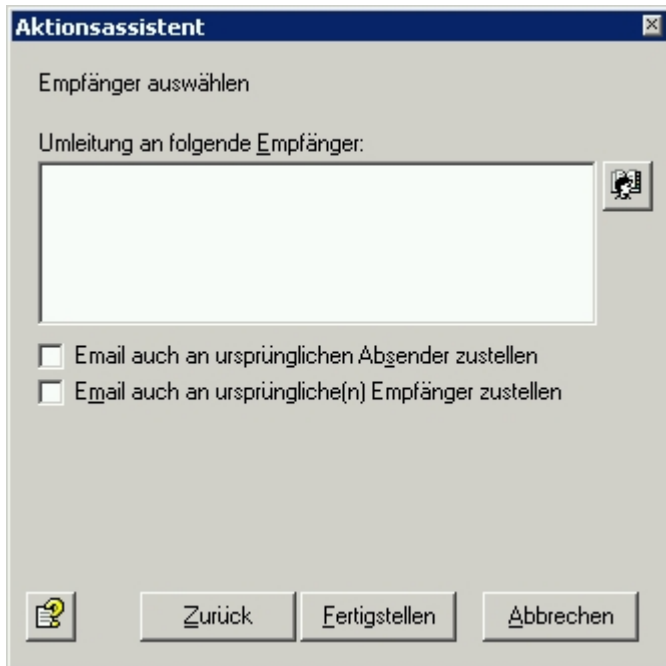 Aktionsassistent
Empfänger auswählen
Umleitung an folgende Empfänger:
Email auch an ursprünglichen Absender zustellen
Email auch an ursprüngliche(n) Empfänger zustellen
Zurück Fertigstellen Abbrechen